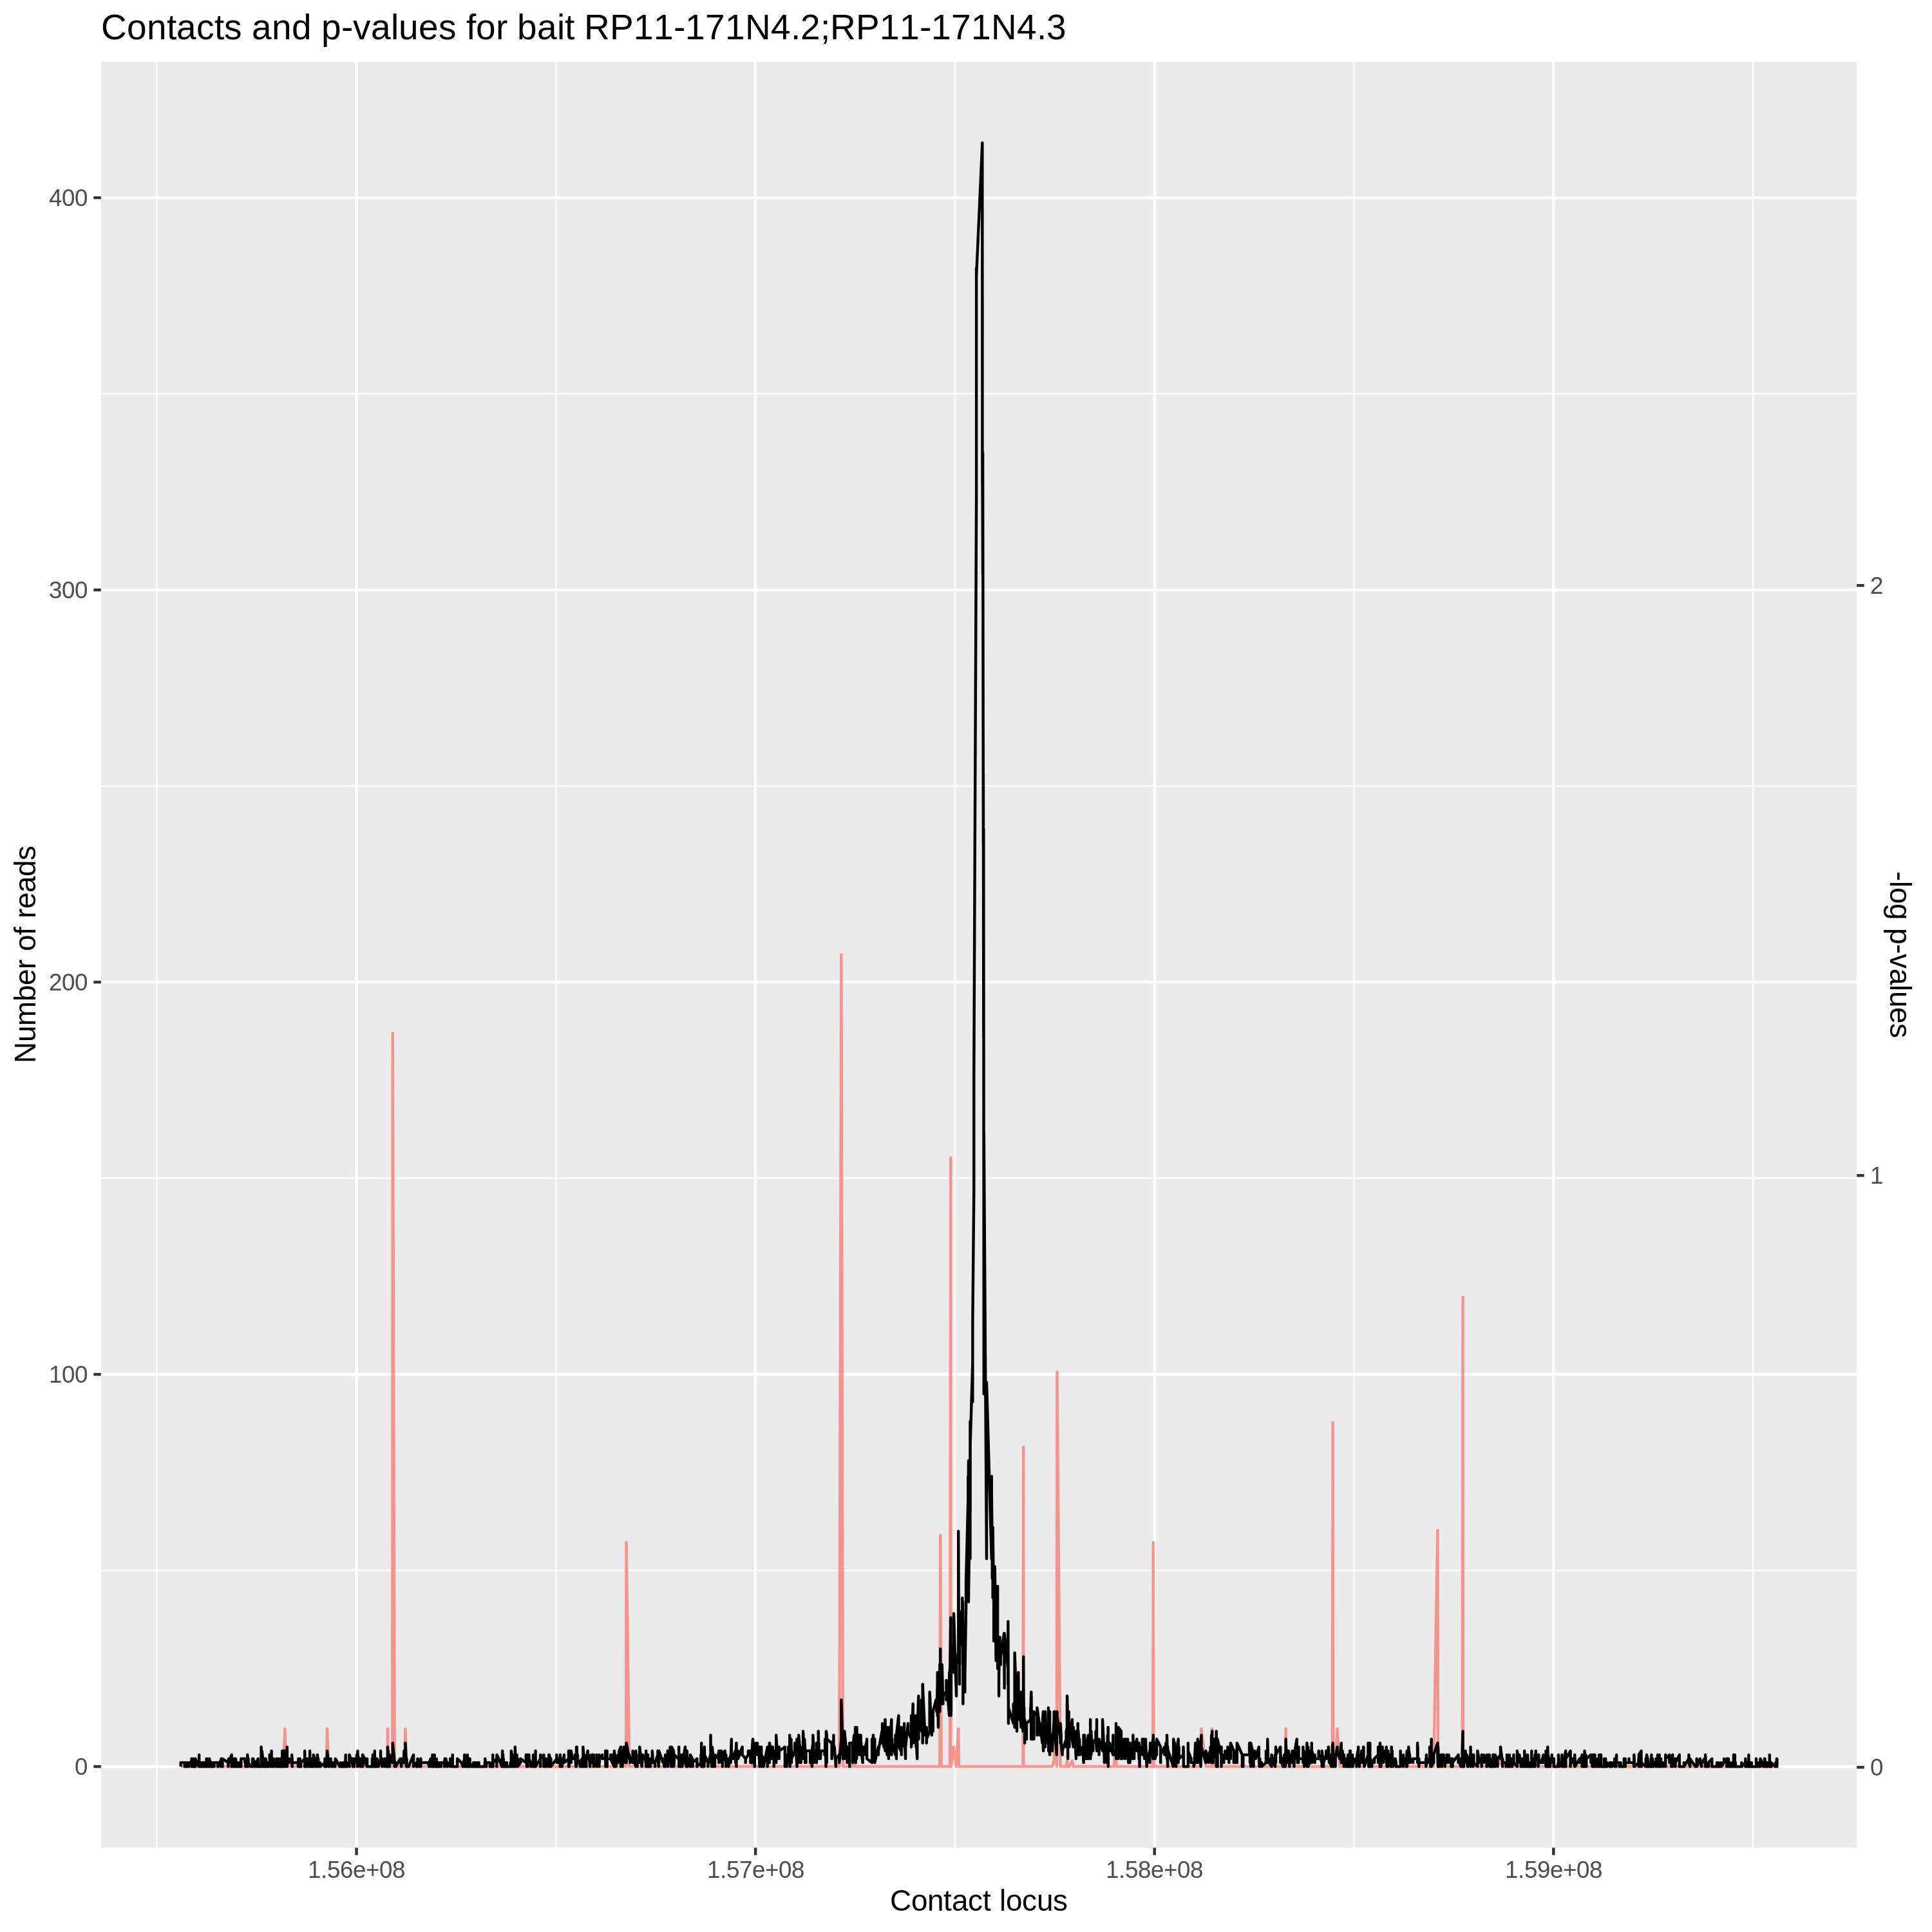 Contacts and p-values for bait RP11-171N4.2;RP11-171N4.3
400
300
200
100
0
Number of reads
2
1
0
-log p-values
1.56e+08 1.57e+08 1.58e+08 1.59e+08
Contact locus